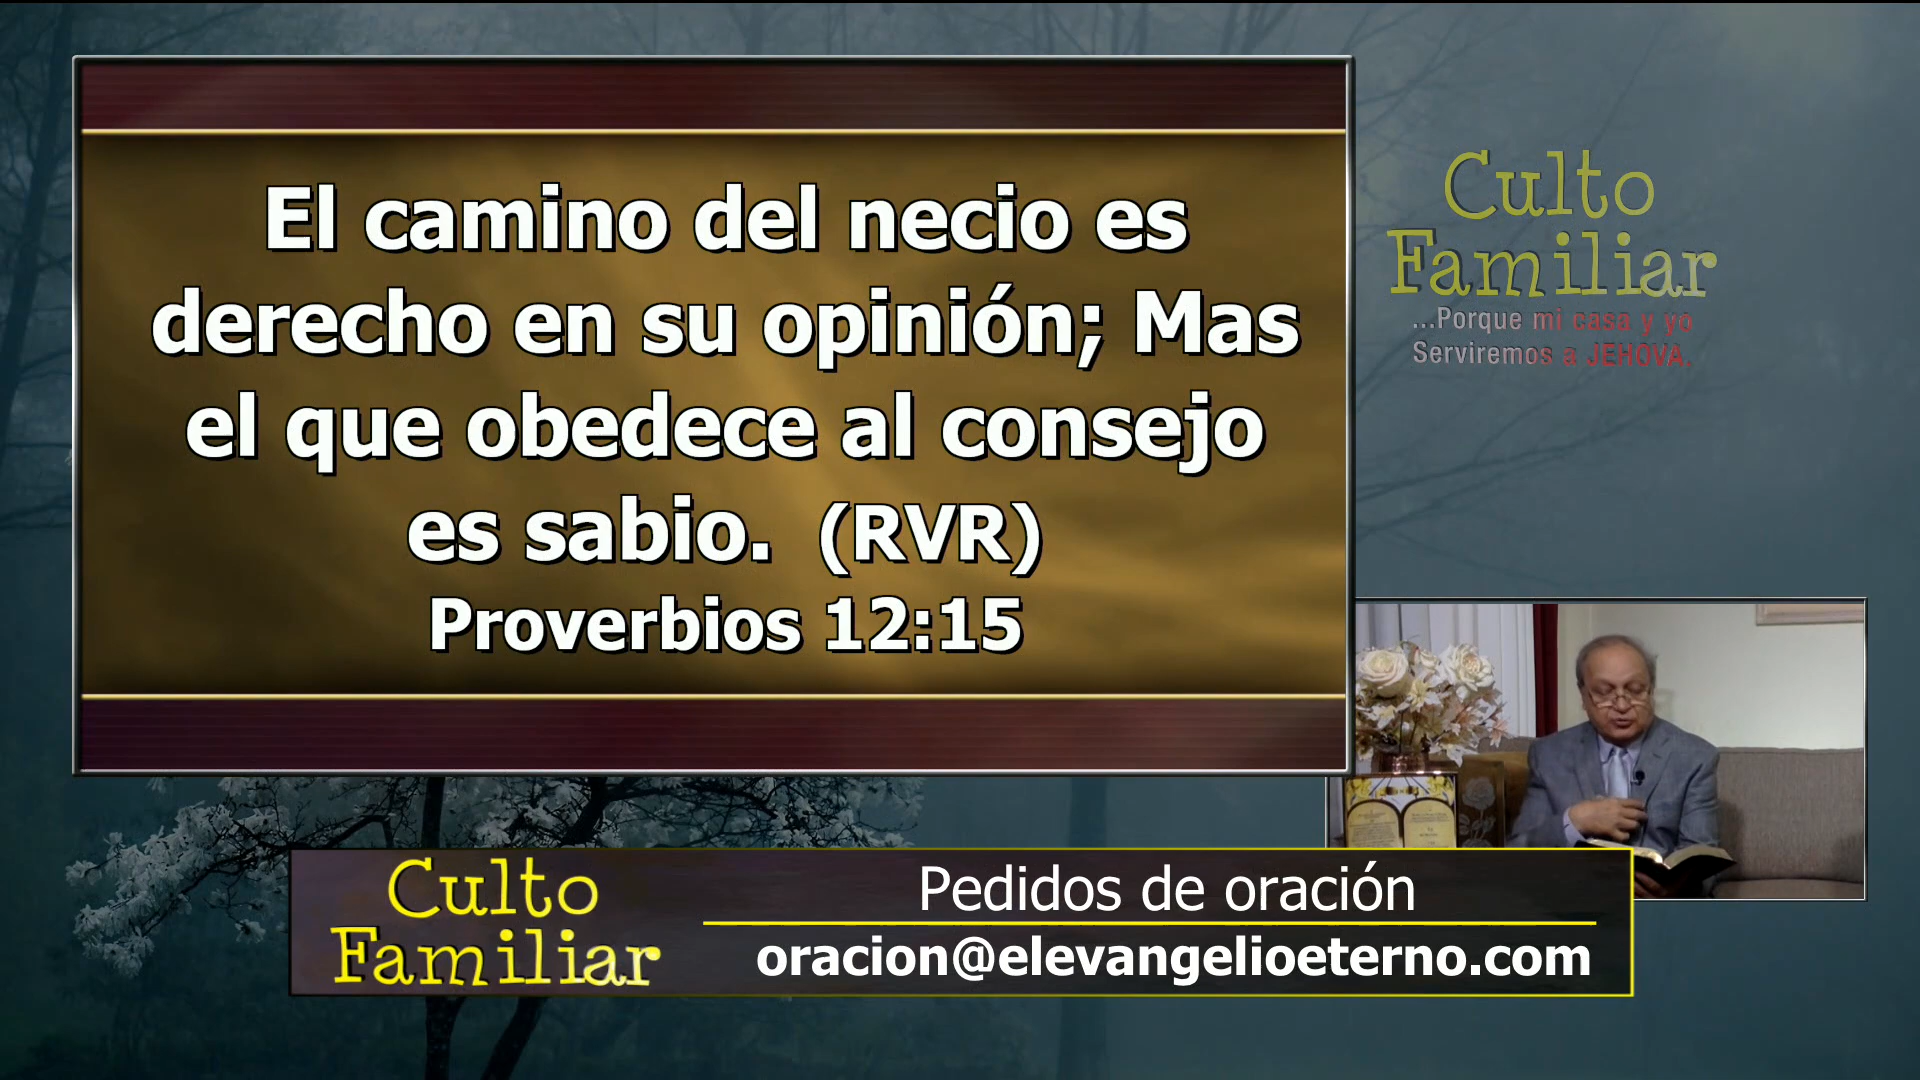 El camino del necio es
derecho en su opinión; Mas
el que obedece al consejo
es sabio. (RVR)
Proverbios 12:15
Culto
Familiar
...Porque mi casa y yo
Serviremos a JEHOVA.
Culto
Familiar
Pedidos de oración
oracion@elevangelioeterno.com